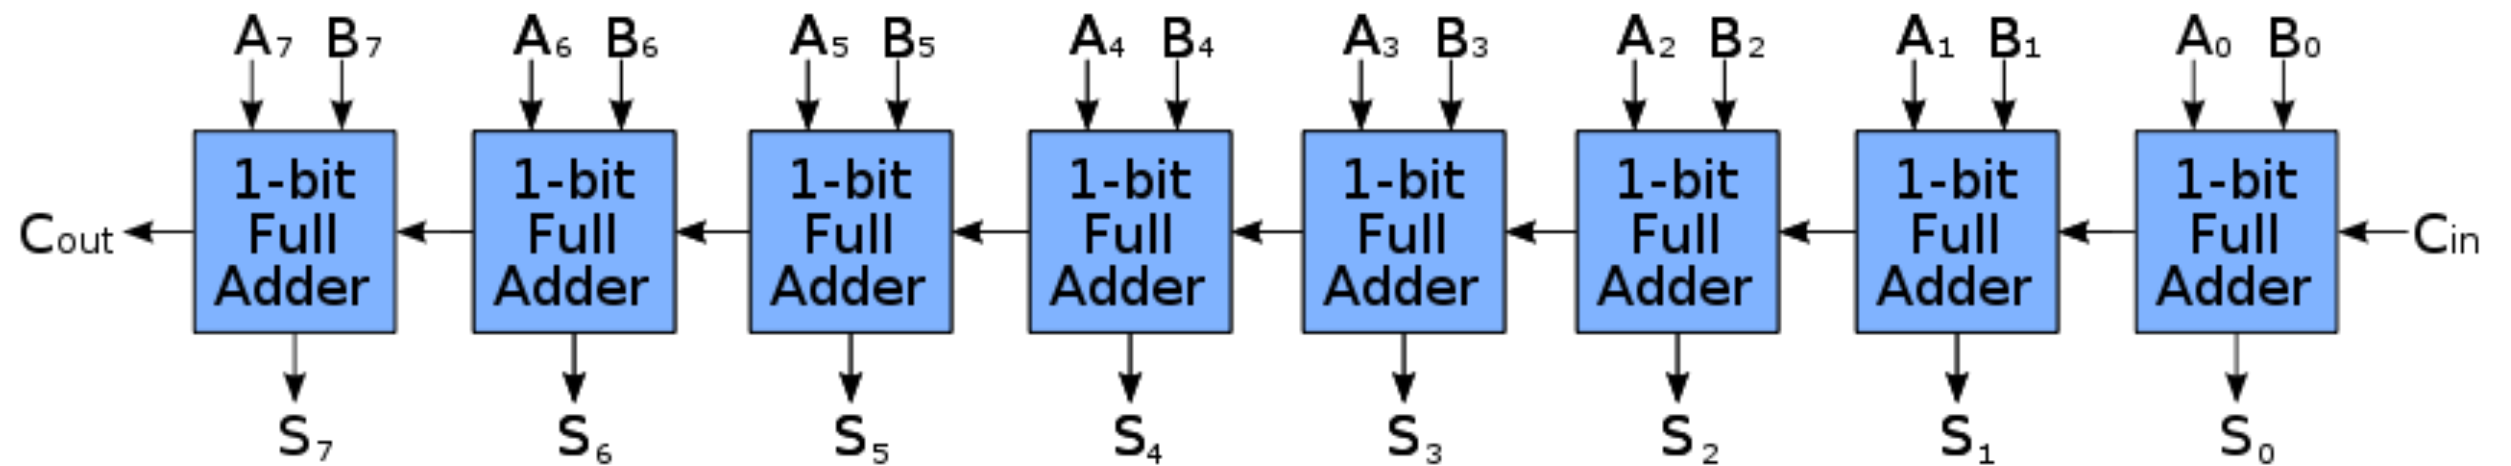 A7 B7 A6 B6 A5 B5 A4 B4 A3 B3 A2 B2 A1 B1 A0 B0
1-bit 1-bit 1-bit 1-bit 1-bit 1-bit 1-bit 1-bit
Cout Full Full Full Full Full Full Full Full Cin
Adder Adder Adder Adder Adder Adder Adder Adder
S7 S6 S5 S4 S3 S2 S1 S0